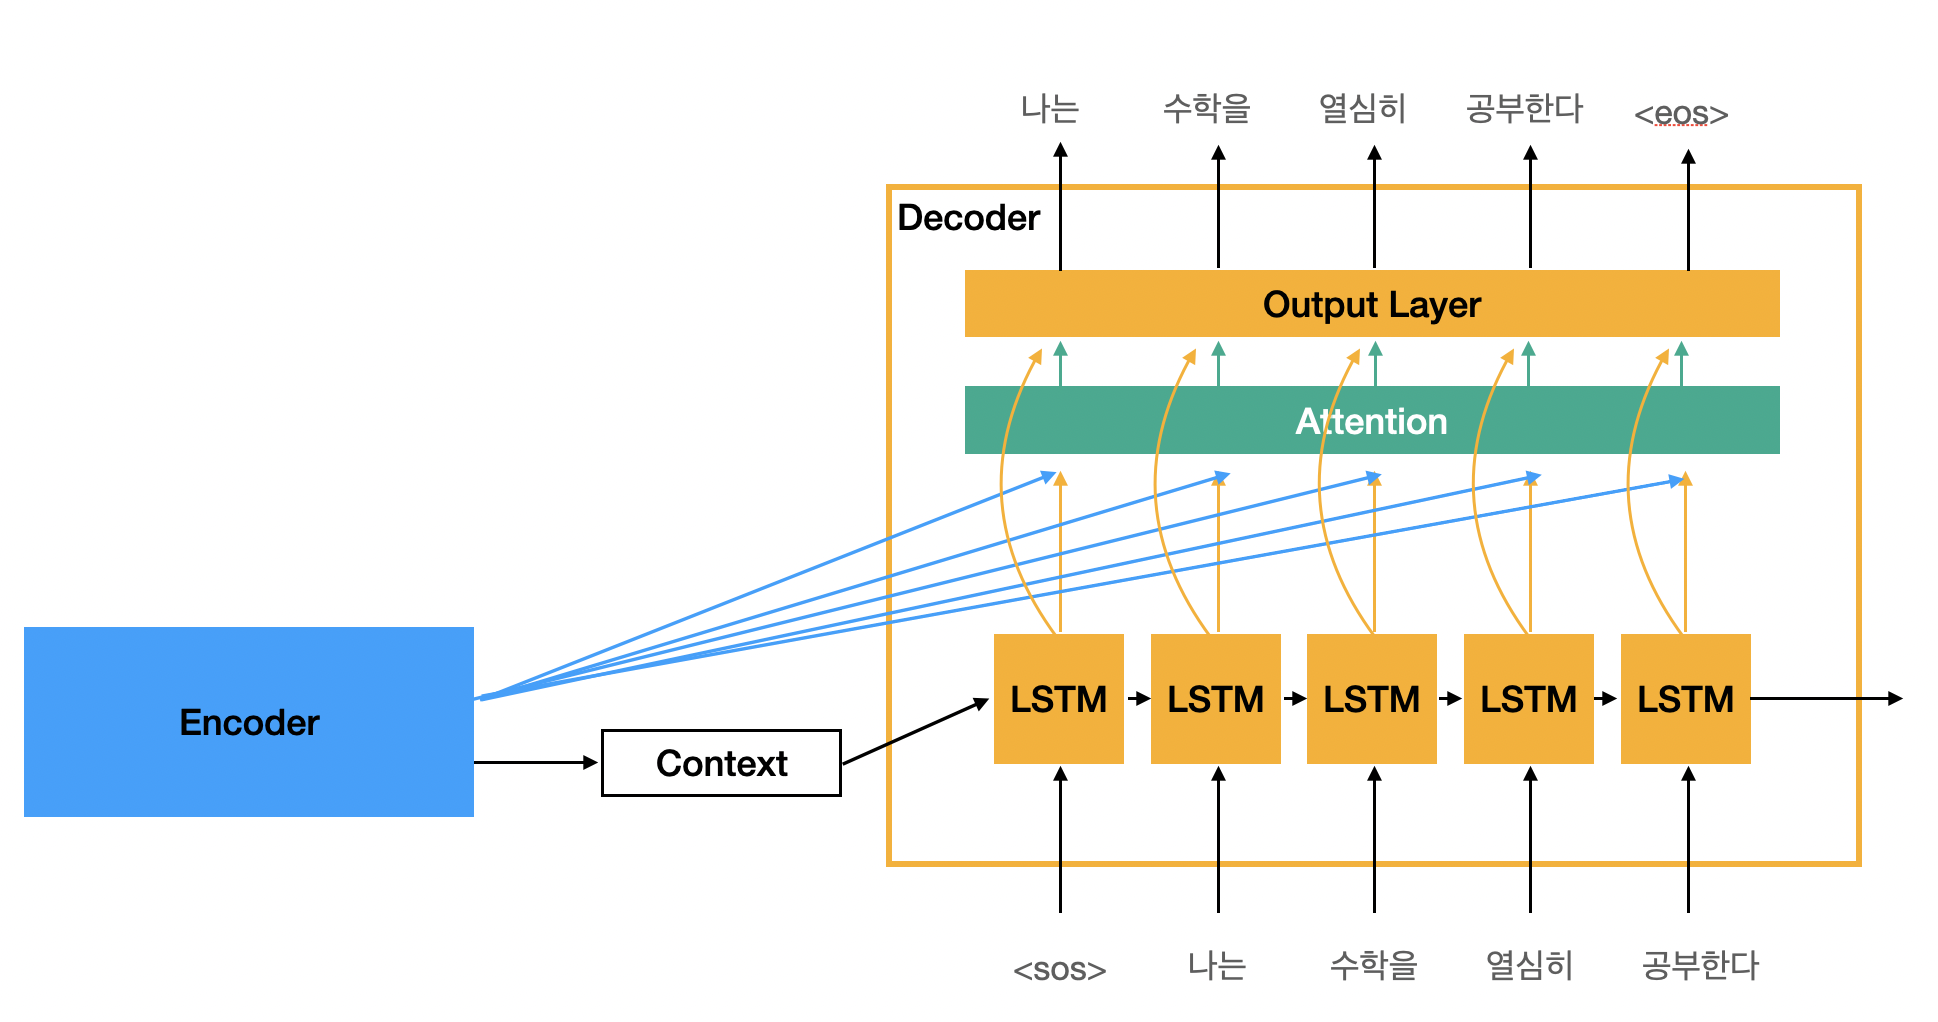 나는 수학을 열심히 공부한다 <eos>
Decoder
Output Layer
Attention
LSTM LSTM LSTM LSTM LSTM
Encoder
Context
<sos> 나는 수학을 열심히 공부한다